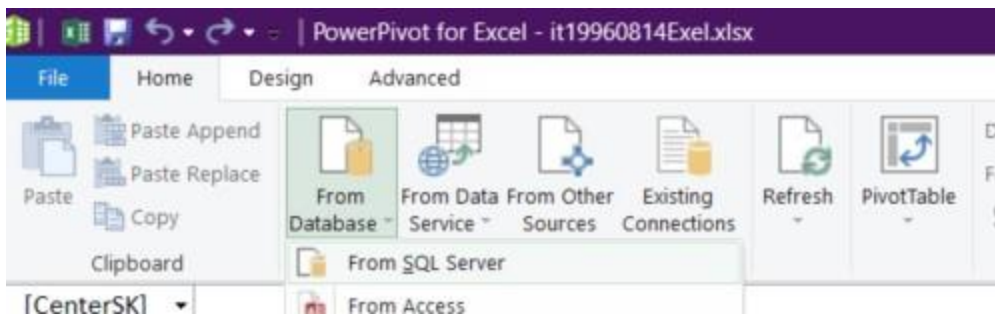 PowerPivot for Excel - it19960814Exel.xlsx
File Home Design Advanced
Paste Append
Paste Replace
Paste
Copy
Clipboard
From Database
From Data Service
From Other Sources
Existing Connections
Refresh
PivotTable
From SQL Server
From Access
[CenterSK]